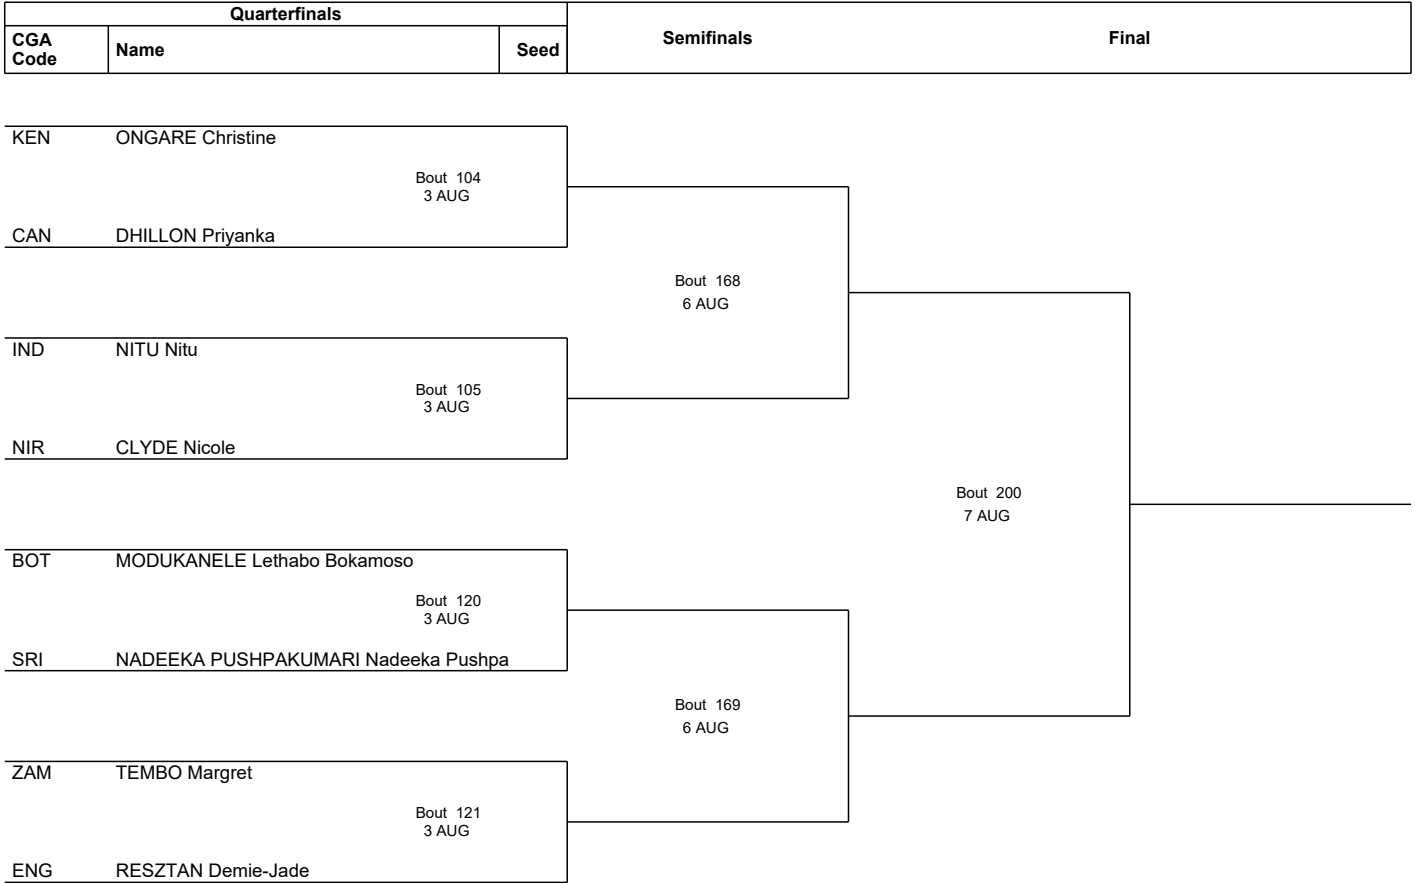 Quarterfinals
CGA Code Name Seed Semifinals Final
KEN ONGARE Christine
Bout 104
3 AUG
CAN DHILLON Priyanka
Bout 168
6 AUG
IND NITU Nitu
Bout 105
3 AUG
NIR CLYDE Nicole
Bout 200
7 AUG
BOT MODUKANELE Lethabo Bokamoso
Bout 120
3 AUG
SRI NADEEKA PUSHPAKUMARI Nadeeka Pushpa
Bout 169
6 AUG
ZAM TEMBO Margret
Bout 121
3 AUG
ENG RESZTAN Demie-Jade